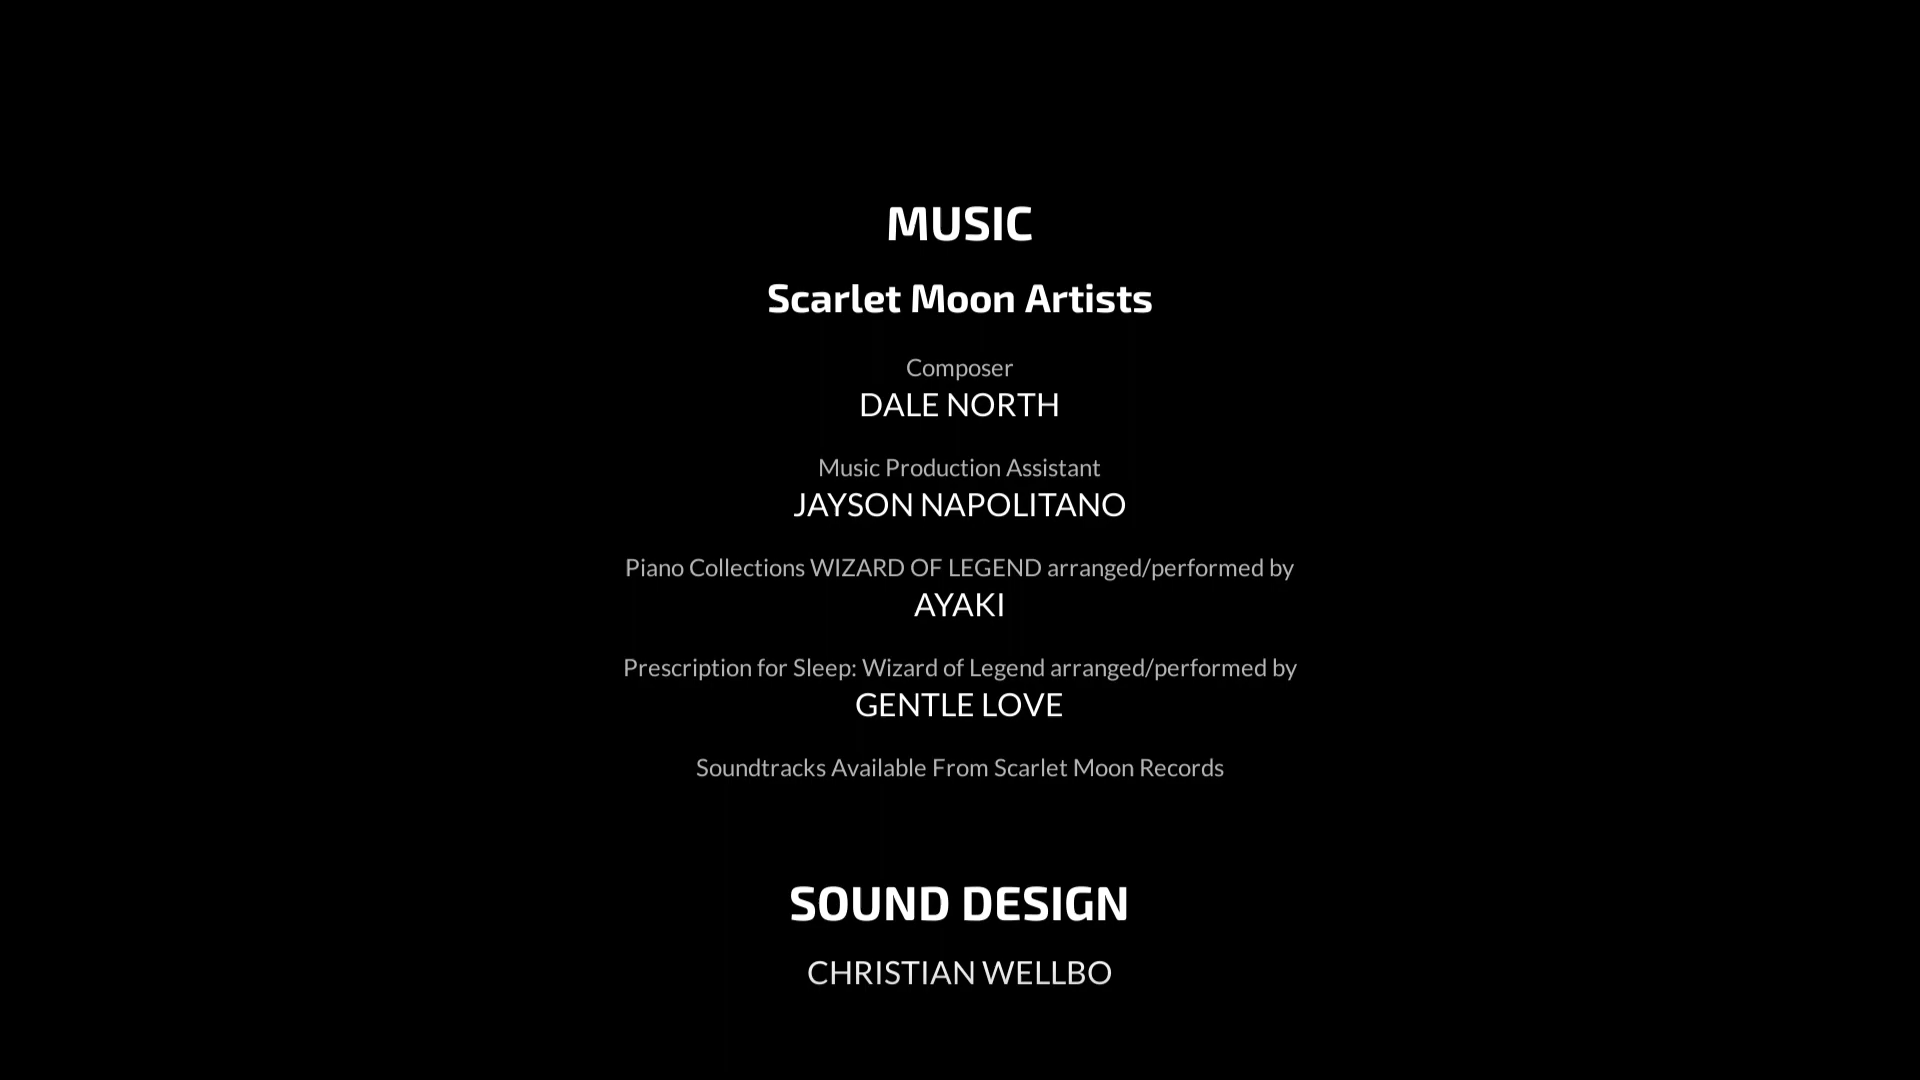 MUSIC
Scarlet Moon Artists
Composer
DALE NORTH
Music Production Assistant
JAYSON NAPOLITANO
Piano Collections WIZARD OF LEGEND arranged/performed by
AYAKI
Prescription for Sleep: Wizard of Legend arranged/performed by
GENTLE LOVE
Soundtracks Available From Scarlet Moon Records
SOUND DESIGN
CHRISTIAN WELLBO